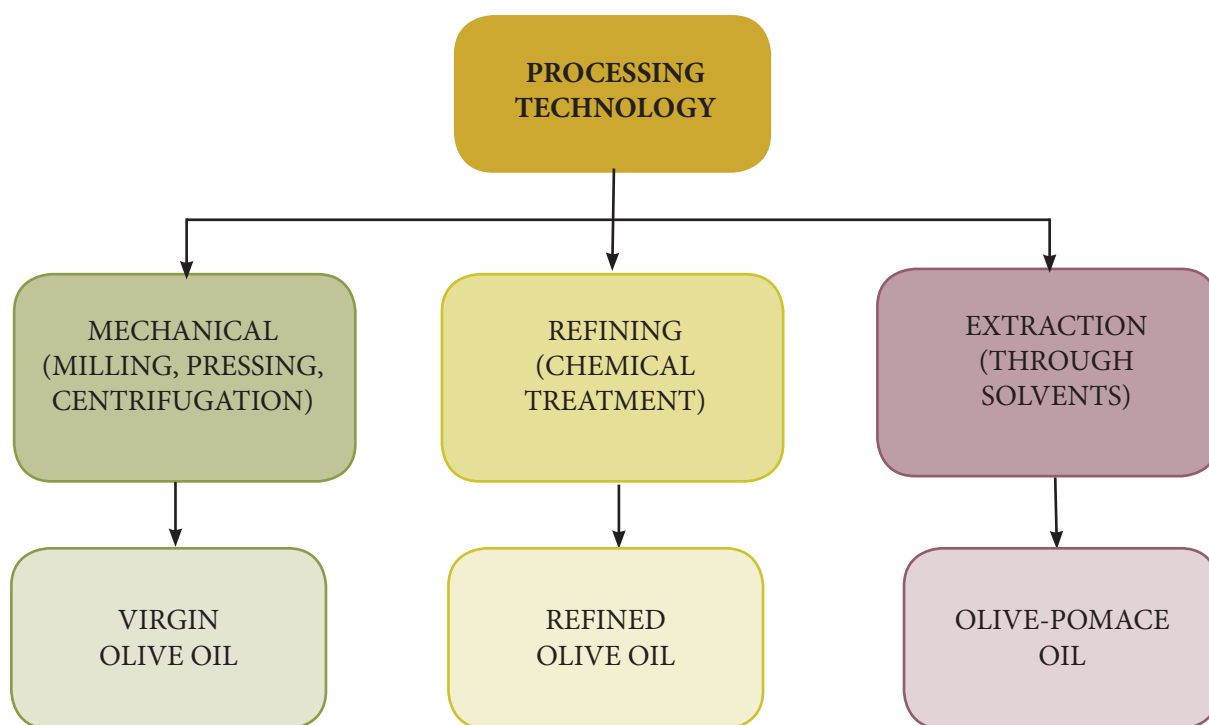 PROCESSING
TECHNOLOGY
MECHANICAL
(MILLING, PRESSING,
CENTRIFUGATION)
REFINING
(CHEMICAL
TREATMENT)
EXTRACTION
(THROUGH
SOLVENTS)
VIRGIN
OLIVE OIL
REFINED
OLIVE OIL
OLIVE-POMACE
OIL